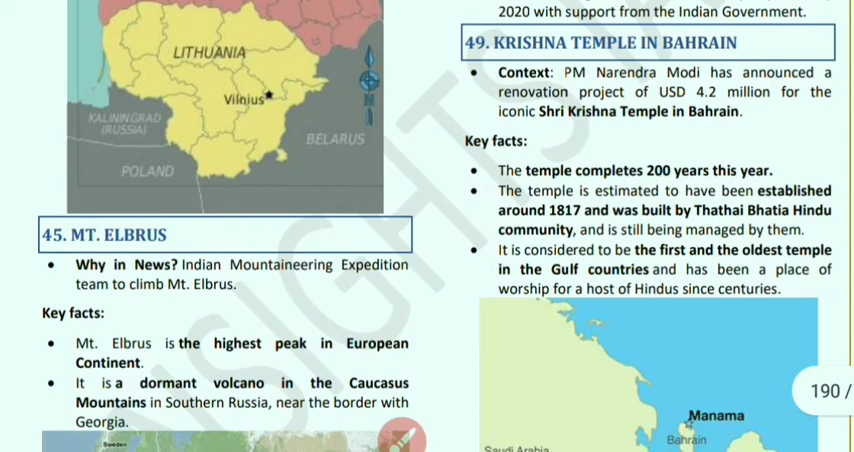 LITHUANIA
Vilnius
N
KALININGRAD
(RUSSIA)
BELARUS
POLAND
45. MT. ELBRUS
• Why in News? Indian Mountaineering Expedition
team to climb Mt. Elbrus.
Key facts:
• Mt. Elbrus is the highest peak in European
Continent.
• It is a dormant volcano in the Caucasus
Mountains in Southern Russia, near the border with
Georgia.
Sweden
2020 with support from the Indian Government.
49. KRISHNA TEMPLE IN BAHRAIN
• Context: PM Narendra Modi has announced a
renovation project of USD 4.2 million for the
iconic Shri Krishna Temple in Bahrain.
Key facts:
• The temple completes 200 years this year.
• The temple is estimated to have been established
around 1817 and was built by Thathai Bhatia Hindu
community, and is still being managed by them.
• It is considered to be the first and the oldest temple
in the Gulf countries and has been a place of
worship for a host of Hindus since centuries.
Manama
Bahrain
Saudi Arabia
190 /
INSIGHTS